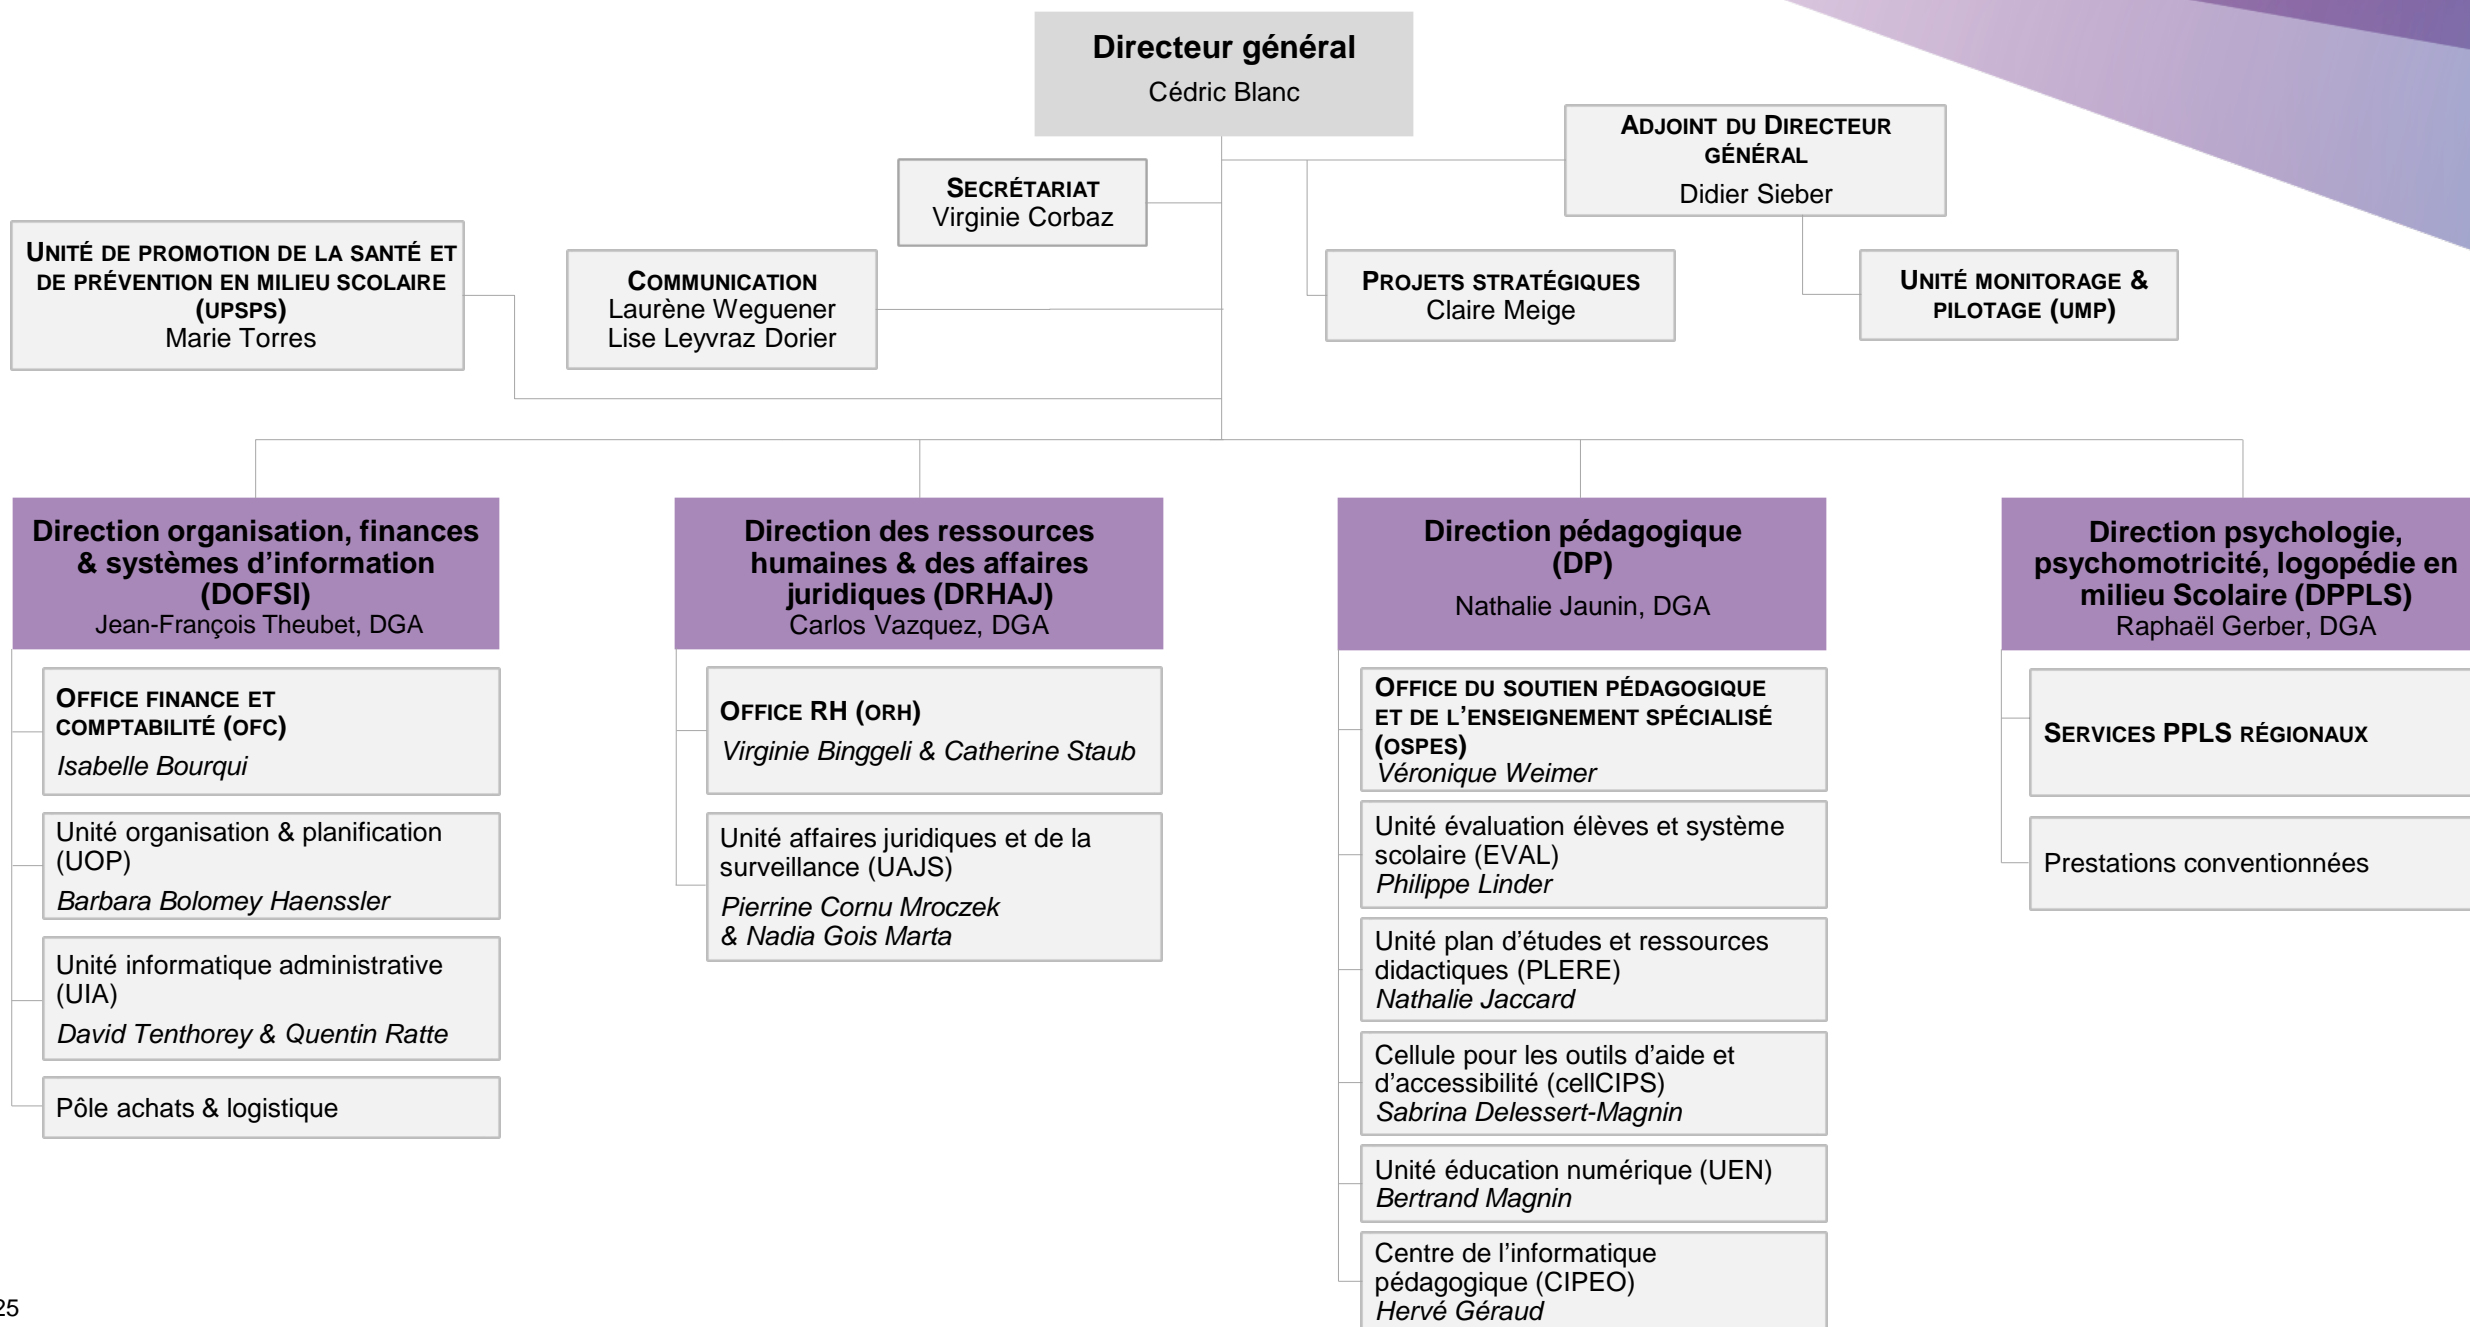 Directeur général
Cédric Blanc
ADJOINT DU DIRECTEUR
GÉNÉRAL
Didier Sieber
SECRÉTARIAT
Virginie Corbaz
UNITÉ DE PROMOTION DE LA SANTÉ ET
DE PRÉVENTION EN MILIEU SCOLAIRE
(UPSPS)
Marie Torres
COMMUNICATION
Laurène Weguener
Lise Leyvraz Dorier
PROJETS STRATÉGIQUES
Claire Meige
UNITÉ MONITORAGE &
PILOTAGE (UMP)
Direction organisation, finances
& systèmes d’information
(DOFSI)
Jean-François Theubet, DGA
OFFICE FINANCE ET
COMPTABILITÉ (OFC)
Isabelle Bourqui
Unité organisation & planification
(UOP)
Barbara Bolomey Haenssler
Unité informatique administrative
(UIA)
David Tenthorey & Quentin Ratte
Pôle achats & logistique
Direction des ressources
humaines & des affaires
juridiques (DRHAJ)
Carlos Vazquez, DGA
OFFICE RH (ORH)
Virginie Binggeli & Catherine Staub
Unité affaires juridiques et de la
surveillance (UAJS)
Pierrine Cornu Mroczek
& Nadia Gois Marta
Direction pédagogique
(DP)
Nathalie Jaunin, DGA
OFFICE DU SOUTIEN PÉDAGOGIQUE
ET DE L’ENSEIGNEMENT SPÉCIALISÉ
(OSPES)
Véronique Weimer
Unité évaluation élèves et système
scolaire (EVAL)
Philippe Linder
Unité plan d’études et ressources
didactiques (PLERE)
Nathalie Jaccard
Cellule pour les outils d’aide et
d’accessibilité (cellCIPS)
Sabrina Delessert-Magnin
Unité éducation numérique (UEN)
Bertrand Magnin
Centre de l’informatique
pédagogique (CIPEO)
Hervé Géraud
Direction psychologie,
psychomotricité, logopédie en
milieu Scolaire (DPPLS)
Raphaël Gerber, DGA
SERVICES PPLS RÉGIONAUX
Prestations conventionnées
25